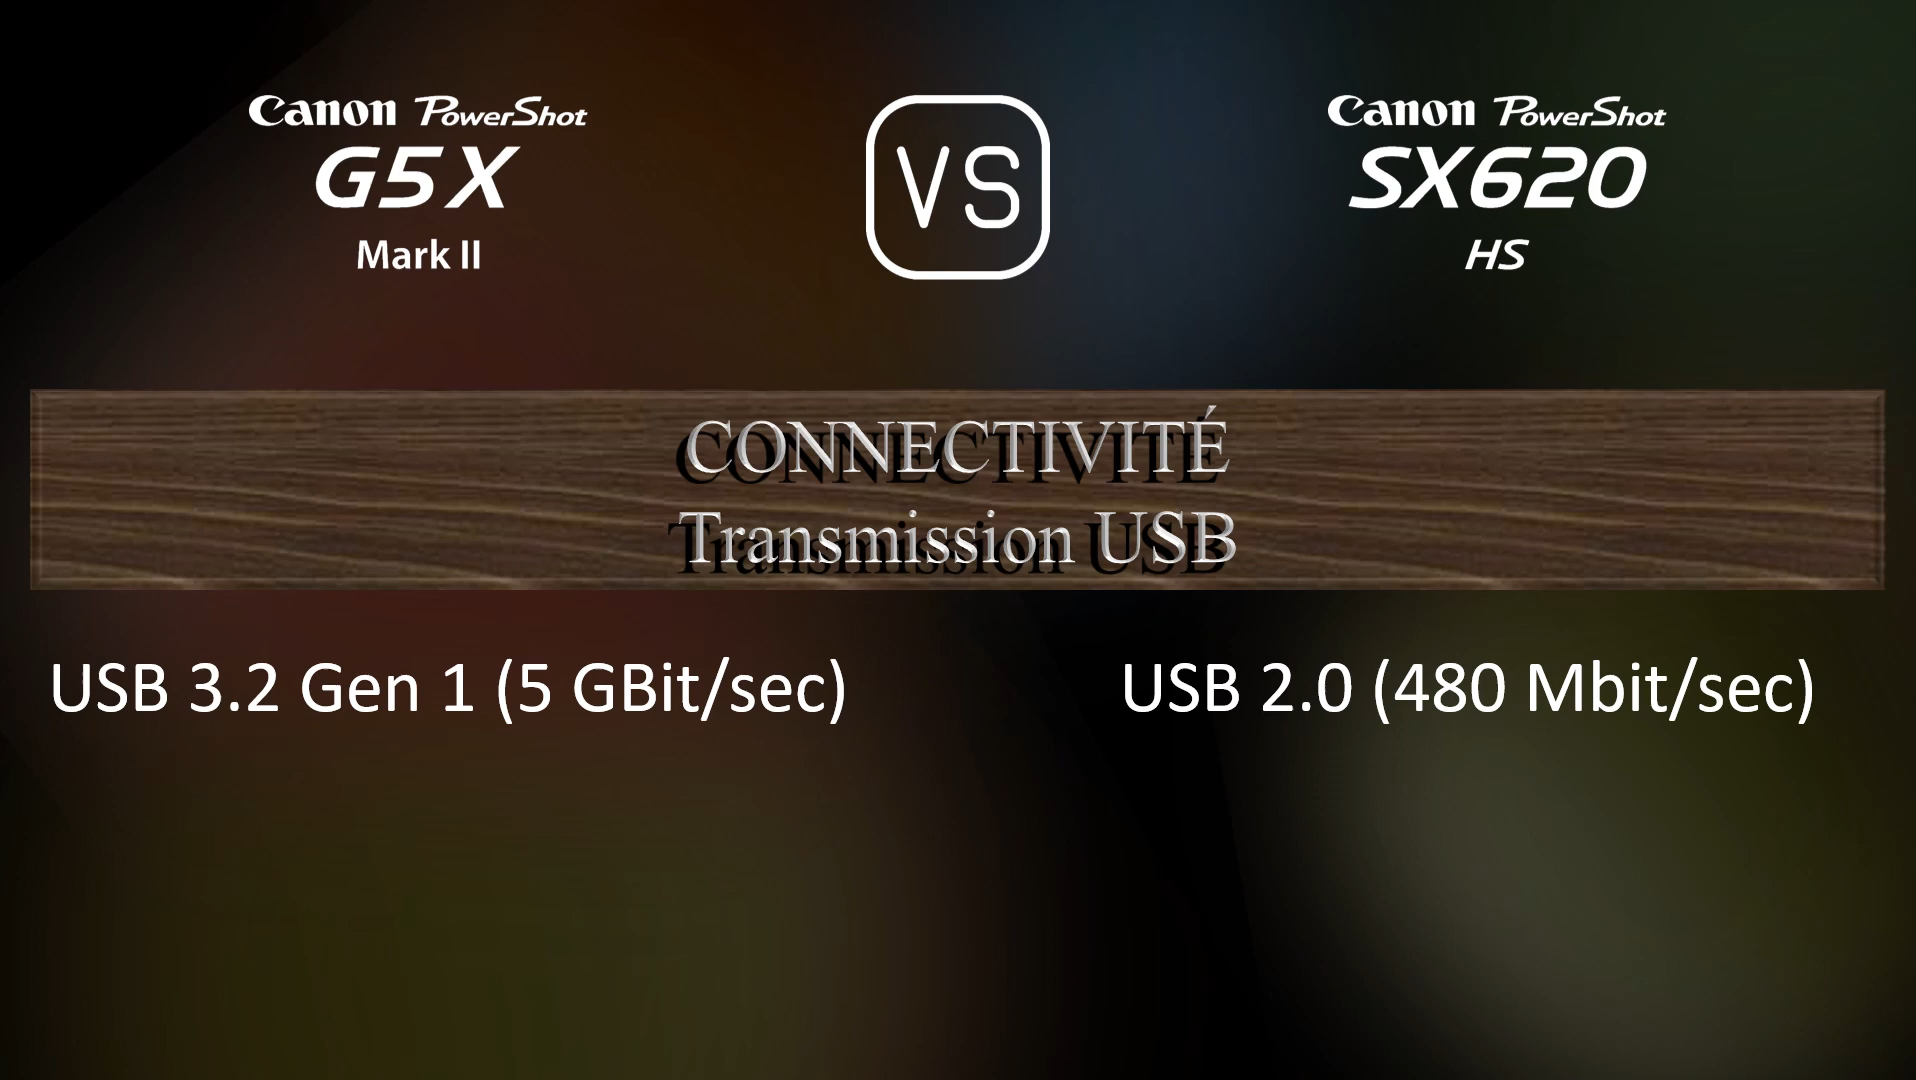 Canon PowerShot
G5 X
Mark II
VS
Canon PowerShot
SX620
HS
CONNECTIVITÉ
Transmission USB
USB 3.2 Gen 1 (5 GBit/sec)
USB 2.0 (480 Mbit/sec)